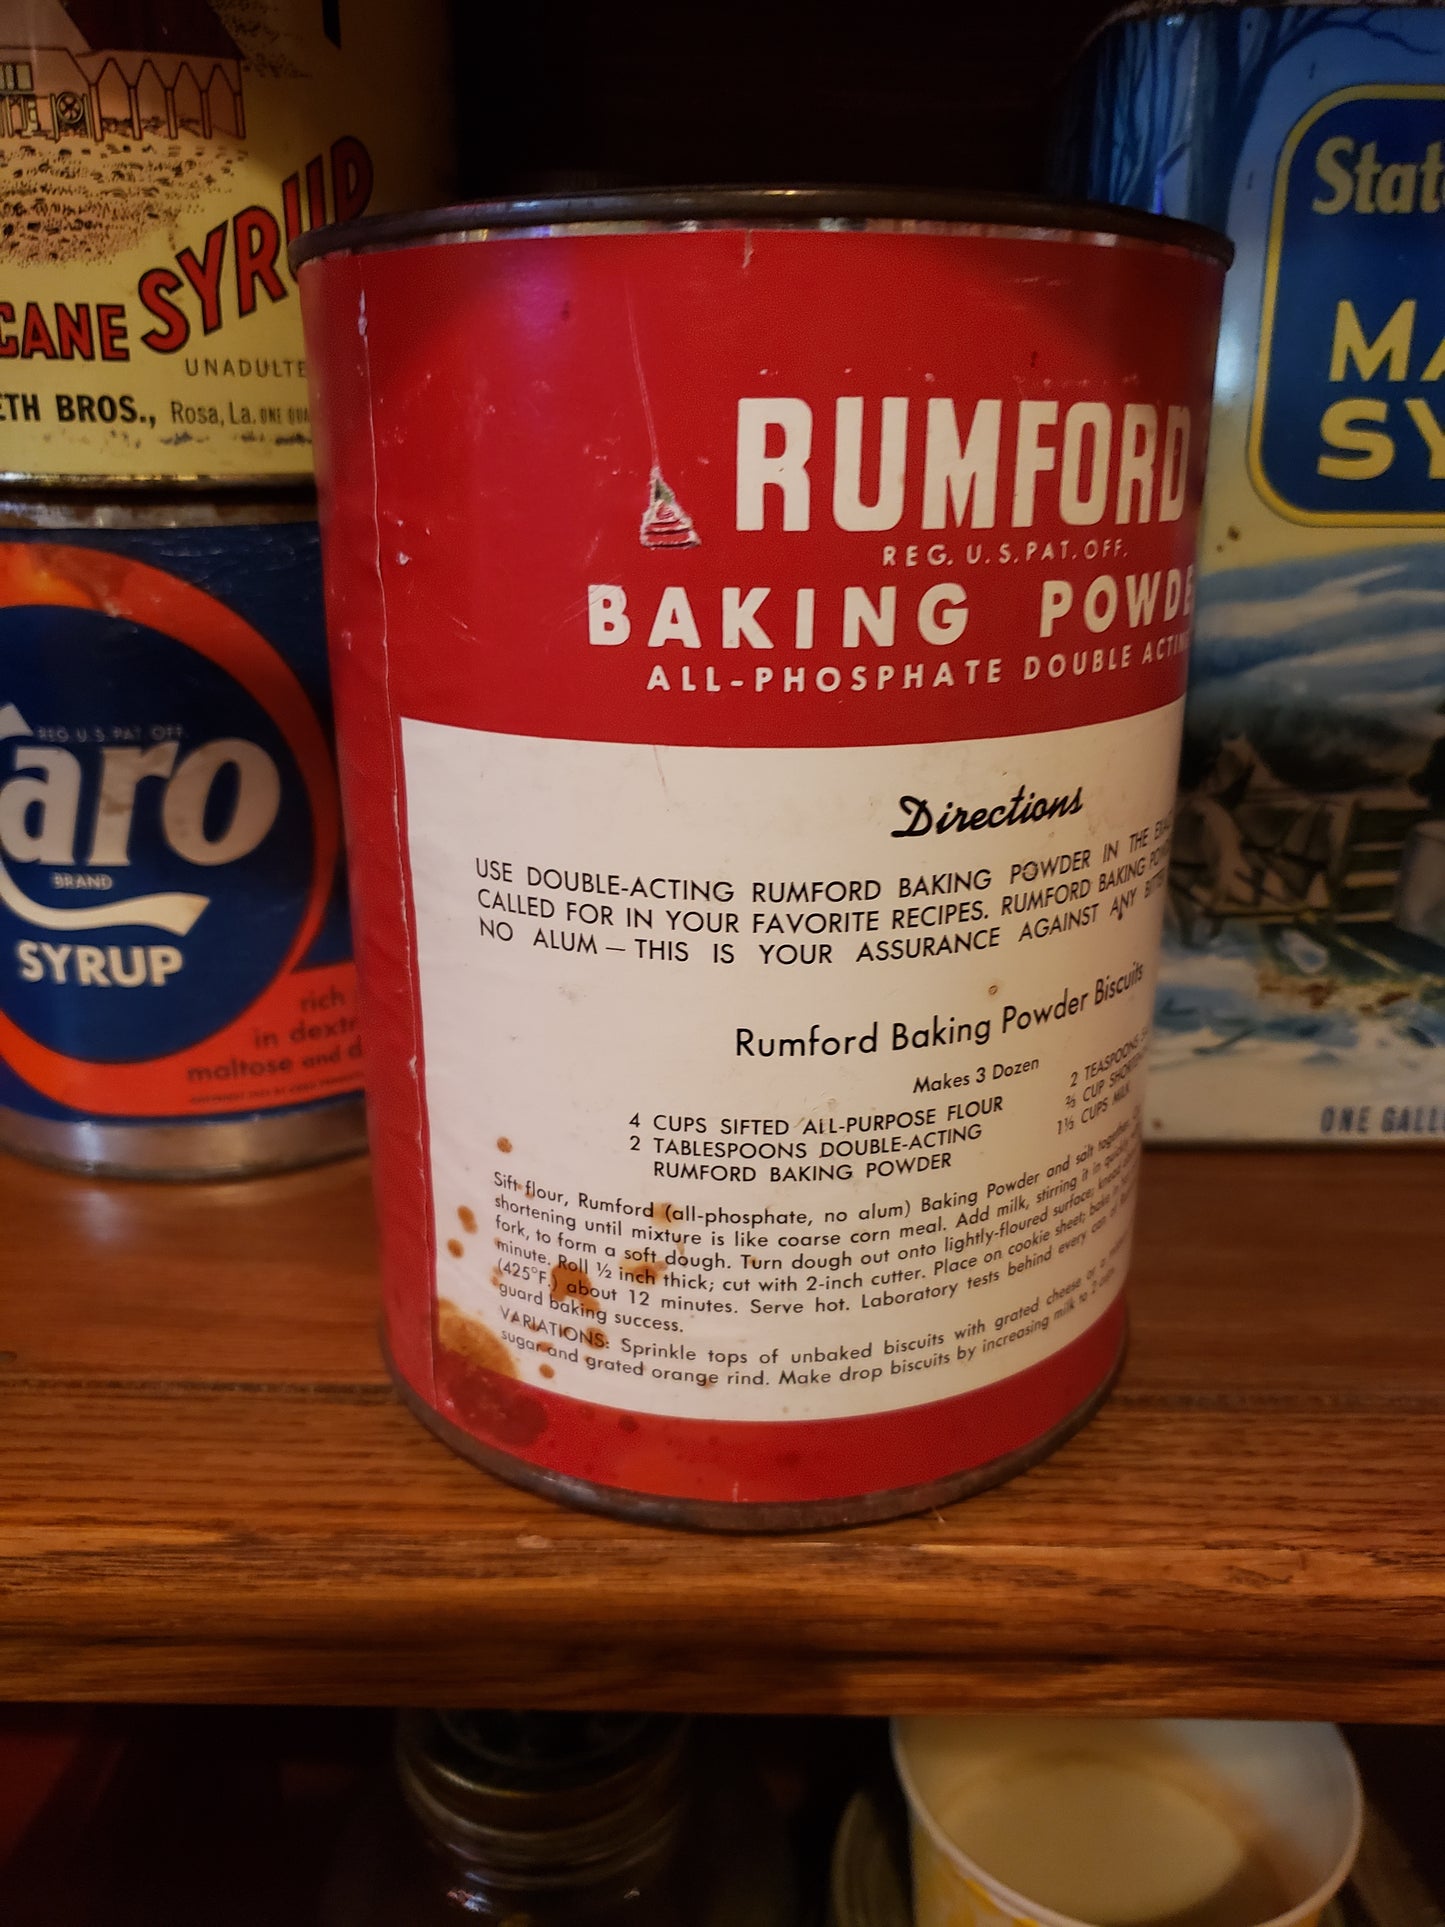 CANE SYRUP
UNADULTE
ETH BROS., Rosa, La. ONE QUA
REG. U.S. PAT. OFF.
aro
BRAND
SYRUP
rich
in dextr
maltose and d
RUMFORD
REG. U.S. PAT. OFF.
BAKING POWDE
ALL-PHOSPHATE DOUBLE ACTIN
Directions
USE DOUBLE-ACTING RUMFORD BAKING POWDER IN THE
CALLED FOR IN YOUR FAVORITE RECIPES. RUMFORD BAKING
NO ALUM — THIS IS YOUR ASSURANCE AGAINST ANY
Rumford Baking Powder Biscuits
Makes 3 Dozen
4 CUPS SIFTED ALL-PURPOSE FLOUR
2 TABLESPOONS DOUBLE-ACTING
RUMFORD BAKING POWDER
2 TEASPOONS
⅔ CUP
1⅓ CUPS MILK
Sift flour, Rumford (all-phosphate, no alum) Baking Powder and salt together.
shortening until mixture is like coarse corn meal. Add milk, stirring it in
fork, to form a soft dough. Turn dough out onto lightly-floured surface;
minute. Roll ½ inch thick; cut with 2-inch cutter. Place on cookie sheet; bake in
(425°F.) about 12 minutes. Serve hot. Laboratory tests behind every can of
guard baking success.
VARIATIONS: Sprinkle tops of unbaked biscuits with grated cheese or a
sugar and grated orange rind. Make drop biscuits by increasing milk to 2
Stat
MA
SY
ONE GALL